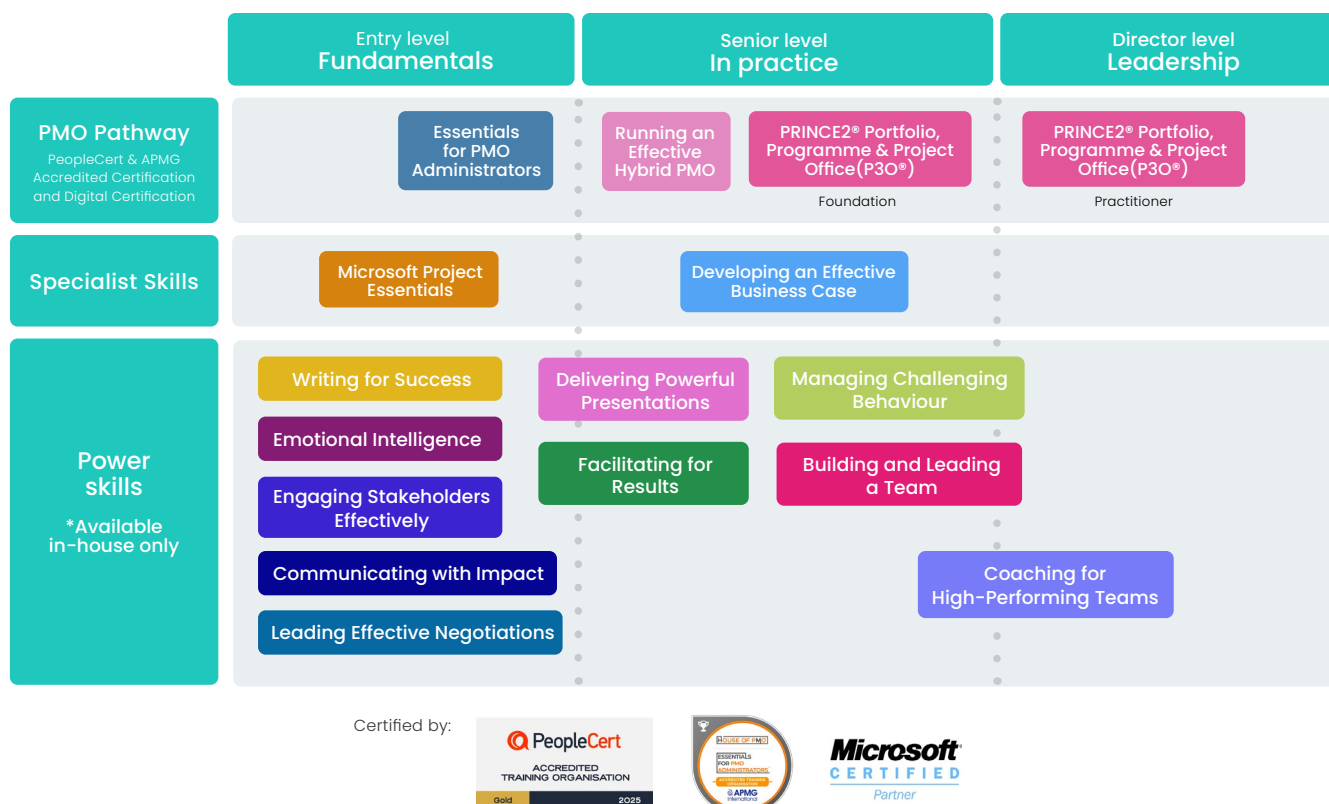 Entry level
Fundamentals
Senior level
In practice
Director level
Leadership
PMO Pathway
PeopleCert & APMG
Accredited Certification
and Digital Certification
Essentials
for PMO
Administrators
Running an
Effective
Hybrid PMO
PRINCE2® Portfolio,
Programme & Project
Office(P3O®)
Foundation
PRINCE2® Portfolio,
Programme & Project
Office(P3O®)
Practitioner
Specialist Skills
Microsoft Project
Essentials
Developing an Effective
Business Case
Power
skills
*Available
in-house only
Writing for Success
Emotional Intelligence
Engaging Stakeholders
Effectively
Communicating with Impact
Leading Effective Negotiations
Delivering Powerful
Presentations
Facilitating for
Results
Managing Challenging
Behaviour
Building and Leading
a Team
Coaching for
High-Performing Teams
Certified by:
PeopleCert
ACCREDITED
TRAINING ORGANISATION
Gold 2025
HOUSE OF PMO
ESSENTIALS
FOR PMO
ADMINISTRATORS
ACCREDITED TRAINING
ORGANISATION
APMG
International
Microsoft
CERTIFIED
Partner